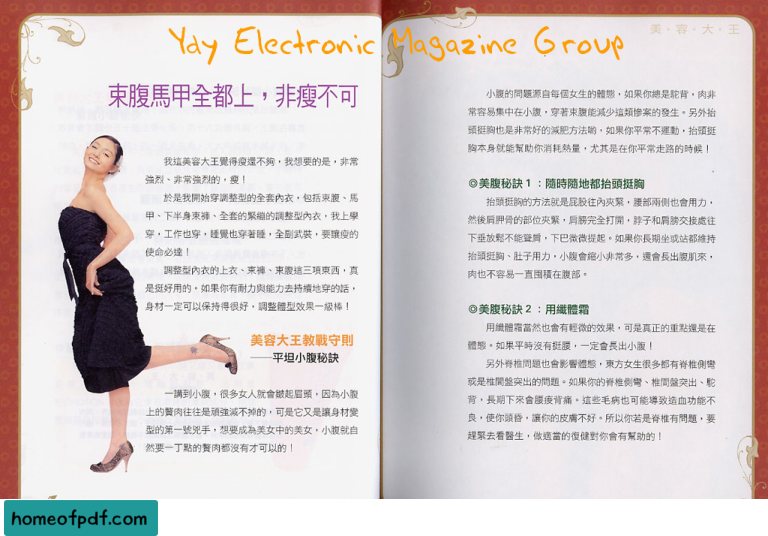 Ydy Electronic Magazine Group
美•容•大•王
束腹馬甲全都上，非瘦不可
我這美容大王覺得瘦還不夠，我想要的是，非常
強烈、非常強烈的，瘦！
於是我開始穿調整型的全套內衣，包括束腹、馬
甲、下半身束褲、全套的緊繃的調整型內衣，我上學
穿，工作也穿，睡覺也穿著睡，全副武裝，要讓瘦的
使命必達！
調整型內衣的上衣、束褲、束腹這三項東西，真
是挺好用的。如果你有耐力與能力去持續地穿的話，
身材一定可以保持得很好，調整體型效果一級棒！
美容大王教戰守則
——平坦小腹秘訣
一講到小腹，很多女人就會皺起眉頭，因為小腹
上的贅肉往往是頑強減不掉的，可是它又是讓身材變
型的第一號兇手，想要成為美女中的美女，小腹就自
然要一丁點的贅肉都沒有才可以的！
小腹的問題源自每個女生的體態，如果你總是駝背，肉非
常容易集中在小腹，穿著束腹能減少這類慘案的發生。另外抬
頭挺胸也是非常好的減肥方法喲，如果你平常不運動，抬頭挺
胸本身就能幫助你消耗熱量，尤其是在你平常走路的時候！
◎美腹秘訣1：隨時隨地都抬頭挺胸
抬頭挺胸的方法就是屁股往內夾緊，腰部兩側也會用力，
然後肩胛骨的部位夾緊，肩膀完全打開，脖子和肩膀交接處往
下垂放鬆不能聳肩，下巴微微提起。如果你長期坐或站都維持
抬頭挺胸、肚子用力，小腹會縮小非常多，還會長出腹肌來，
肉也不容易一直囤積在腹部。
◎美腹秘訣2：用纖體霜
用纖體霜當然也會有輕微的效果，可是真正的重點還是在
體態。如果平時沒有挺腰，一定會長出小腹！
另外脊椎問題也會影響體態，東方女生很多都有脊椎側彎
或是椎間盤突出的問題。如果你的脊椎側彎、椎間盤突出、駝
背，長期下來會腰痠背痛。這些毛病也可能導致造血功能不
良，使你頭昏，讓你的皮膚不好。所以你若是脊椎有問題，要
趕緊去看醫生，做適當的復健對你會有幫助的！
homeofpdf.com